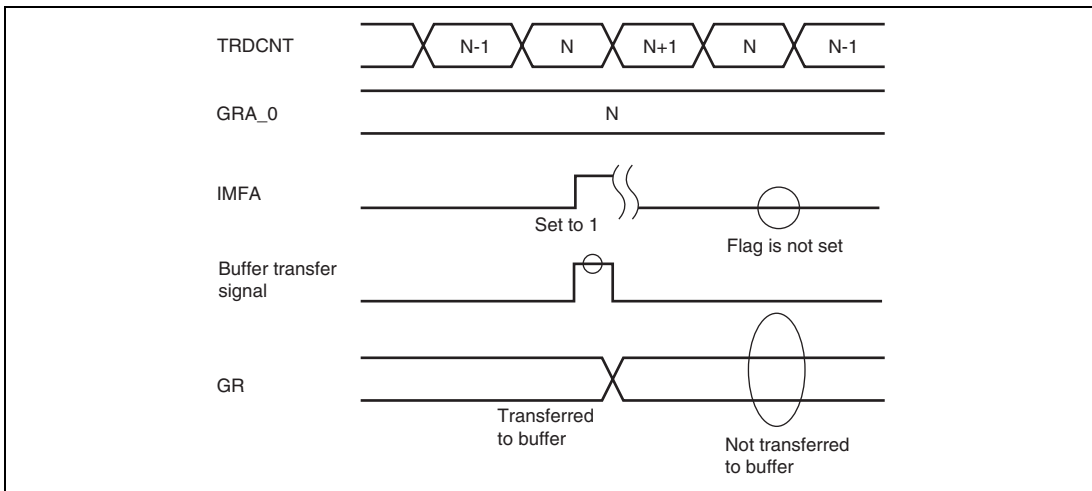 TRDCNT
N-1
N
N+1
N
N-1
GRA_0
N
IMFA
Set to 1
Flag is not set
Buffer transfer
signal
GR
Transferred
to buffer
Not transferred
to buffer